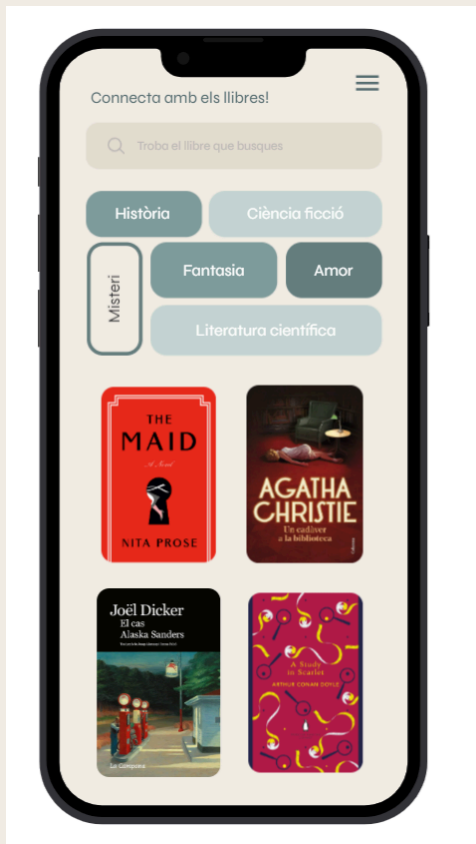 Connecta amb els llibres!
Troba el llibre que busques
Història
Ciència ficció
Misteri
Fantasia
Amor
Literatura científica
THE
MAID
A Novel
NITA PROSE
AGATHA
CHRISTIE
Un cadàver
a la biblioteca
Joël Dicker
El cas
Alaska Sanders
La Campana
A Study
in Scarlet
ARTHUR CONAN DOYLE